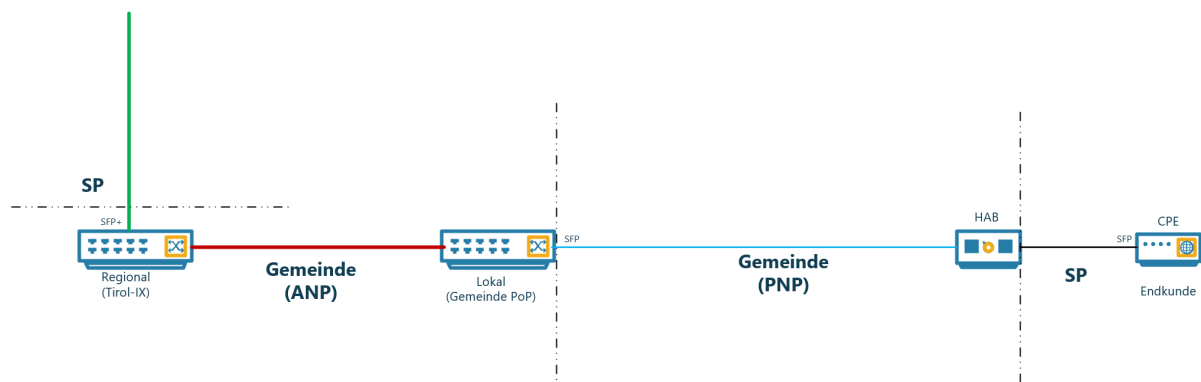 SP
SFP+
Regional
(Tirol-IX)
Gemeinde
(ANP)
Lokal
(Gemeinde PoP)
SFP
Gemeinde
(PNP)
HAB
SP
SFP
CPE
Endkunde